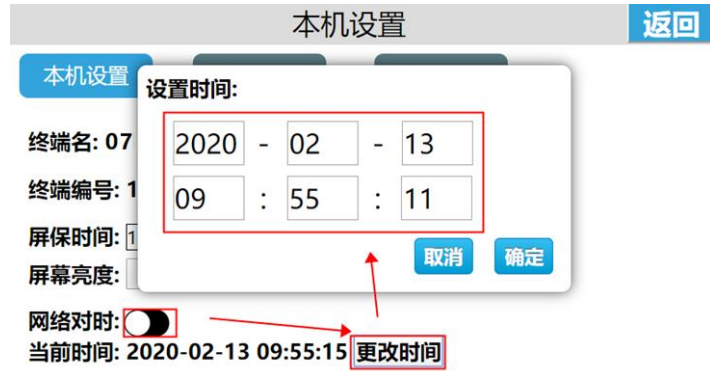 本机设置
返回
本机设置
设置时间:
2020 - 02 - 13
09 : 55 : 11
取消 确定
终端名: 07
终端编号: 1
屏保时间: 1
屏幕亮度:
网络对时:
当前时间: 2020-02-13 09:55:15 更改时间